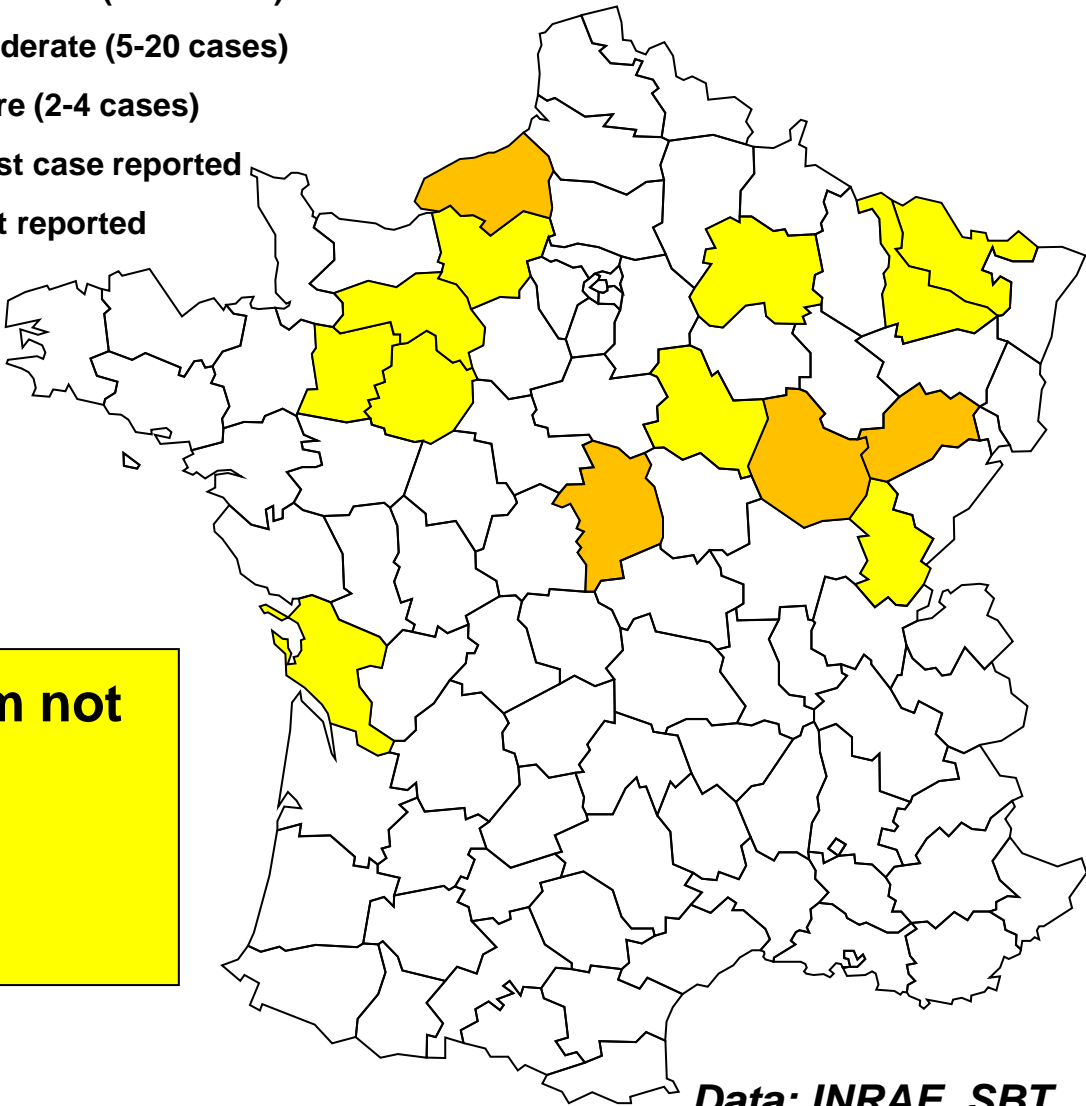 derate (5-20 cases)
re (2-4 cases)
st case reported
t reported
m not
Data: INRAE, SBT